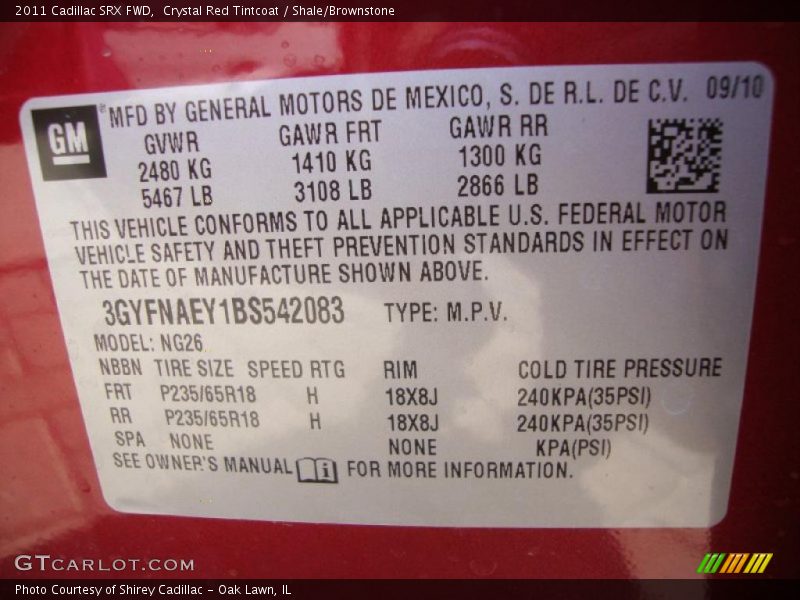 2011 Cadillac SRX FWD,  Crystal Red Tintcoat / Shale/Brownstone
GM ® MFD BY GENERAL MOTORS DE MEXICO, S. DE R.L. DE C.V. 09/10
GVWR GAWR FRT GAWR RR
2480 KG 1410 KG 1300 KG
5467 LB 3108 LB 2866 LB
THIS VEHICLE CONFORMS TO ALL APPLICABLE U.S. FEDERAL MOTOR
VEHICLE SAFETY AND THEFT PREVENTION STANDARDS IN EFFECT ON
THE DATE OF MANUFACTURE SHOWN ABOVE.
3GYFNAEY1BS542083 TYPE: M.P.V.
MODEL: NG26
NBBN TIRE SIZE SPEED RTG RIM COLD TIRE PRESSURE
FRT P235/65R18 H 18X8J 240KPA(35PSI)
RR P235/65R18 H 18X8J 240KPA(35PSI)
SPA NONE NONE KPA(PSI)
SEE OWNER'S MANUAL i FOR MORE INFORMATION.
GTCARLOT.COM
Photo Courtesy of Shirey Cadillac - Oak Lawn, IL